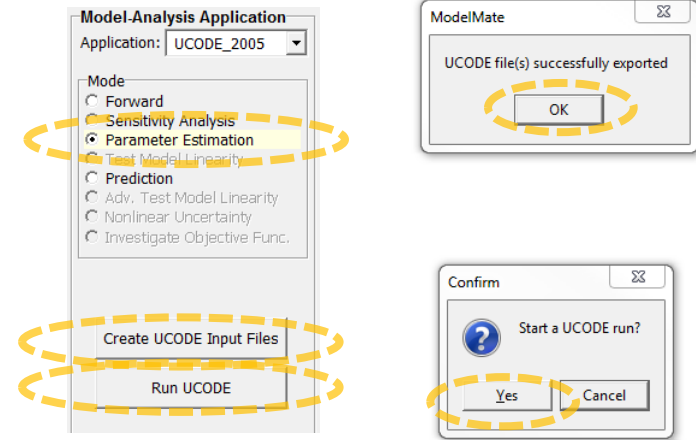 Model-Analysis Application
Application: UCODE_2005
Mode
Forward
Sensitivity Analysis
Parameter Estimation
Test Model Linearity
Prediction
Adv. Test Model Linearity
Nonlinear Uncertainty
Investigate Objective Func.
Create UCODE Input Files
Run UCODE
ModelMate
UCODE file(s) successfully exported
OK
Confirm
Start a UCODE run?
Yes Cancel